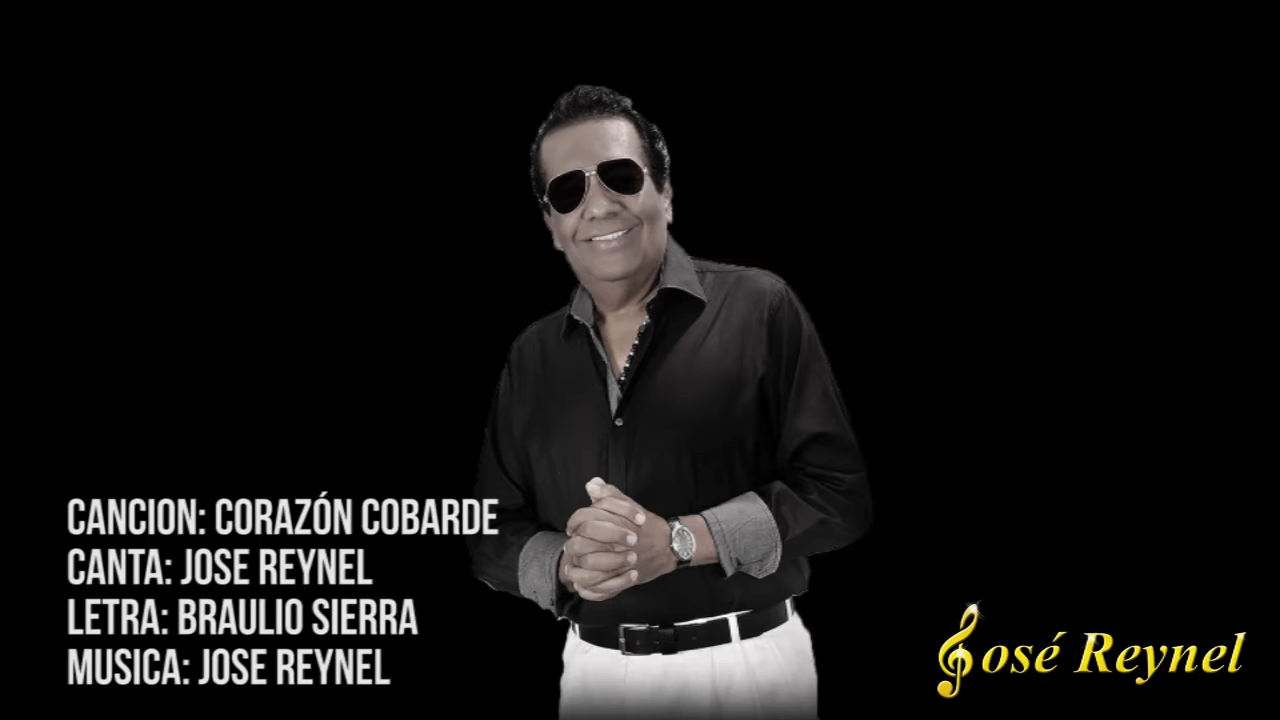 CANCION: CORAZÓN COBARDE
CANTA: JOSE REYNEL
LETRA: BRAULIO SIERRA
MUSICA: JOSE REYNEL
José Reynel